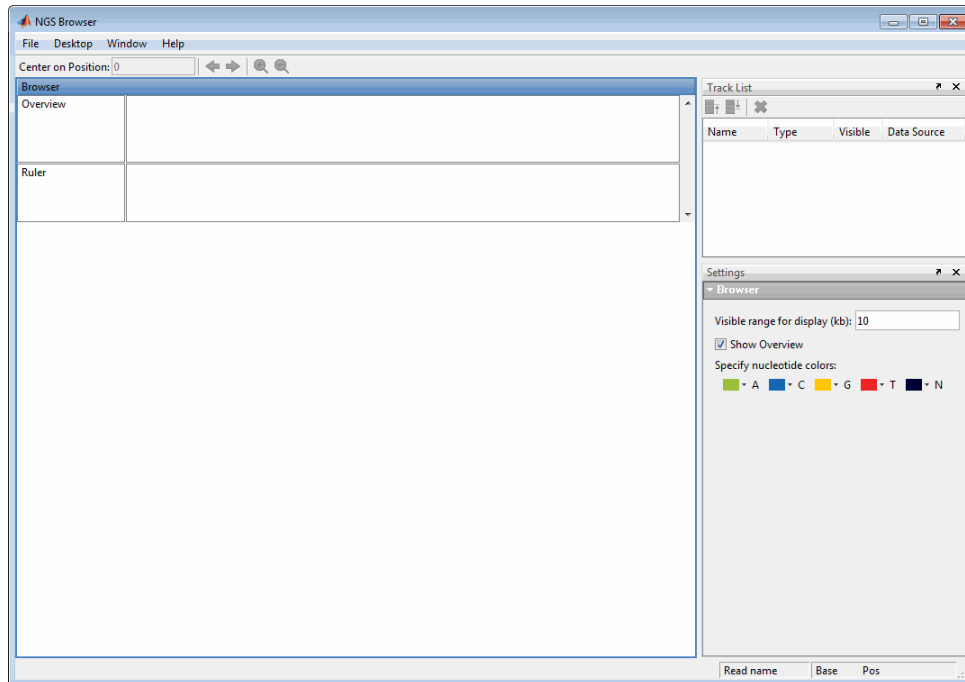 NGS Browser
File Desktop Window Help
Center on Position: 0
Browser
Overview
Ruler
Track List
Name Type Visible Data Source
Settings
Browser
Visible range for display (kb): 10
Show Overview
Specify nucleotide colors:
A C G T N
Read name Base Pos